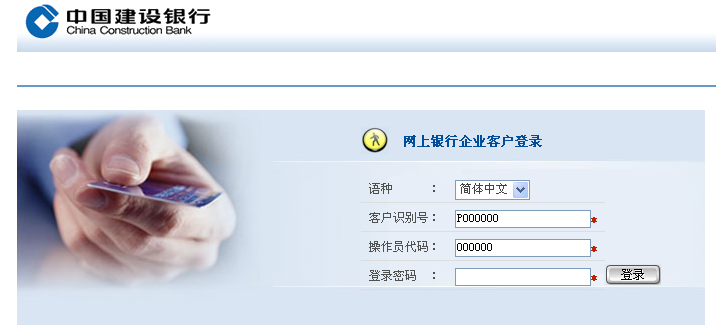 中国建设银行
China Construction Bank
网上银行企业客户登录
语种 : 简体中文
客户识别号: P000000 *
操作员代码: 000000 *
登录密码 : * 登录